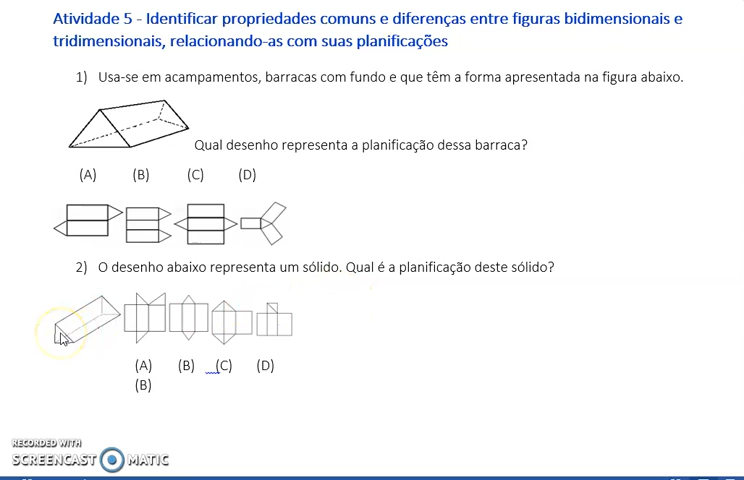 Atividade 5 - Identificar propriedades comuns e diferenças entre figuras bidimensionais e
tridimensionais, relacionando-as com suas planificações
1) Usa-se em acampamentos, barracas com fundo e que têm a forma apresentada na figura abaixo.
Qual desenho representa a planificação dessa barraca?
(A) (B) (C) (D)
2) O desenho abaixo representa um sólido. Qual é a planificação deste sólido?
(A) (B) (C) (D)
(B)
RECORDED WITH
SCREENCAST MATIC